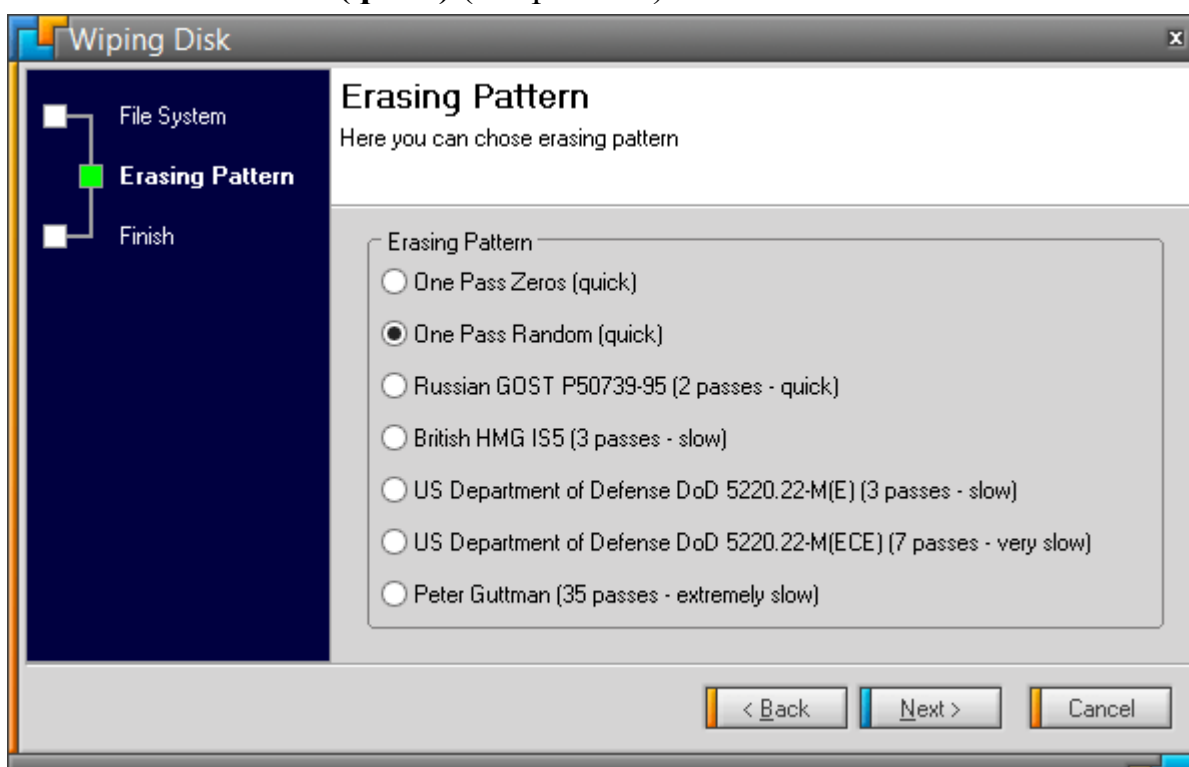 Wiping Disk
File System
Erasing Pattern
Finish
Erasing Pattern
Here you can chose erasing pattern
Erasing Pattern
One Pass Zeros (quick)
One Pass Random (quick)
Russian GOST P50739-95 (2 passes - quick)
British HMG IS5 (3 passes - slow)
US Department of Defense DoD 5220.22-M(E) (3 passes - slow)
US Department of Defense DoD 5220.22-M(ECE) (7 passes - very slow)
Peter Guttman (35 passes - extremely slow)
< Back Next > Cancel